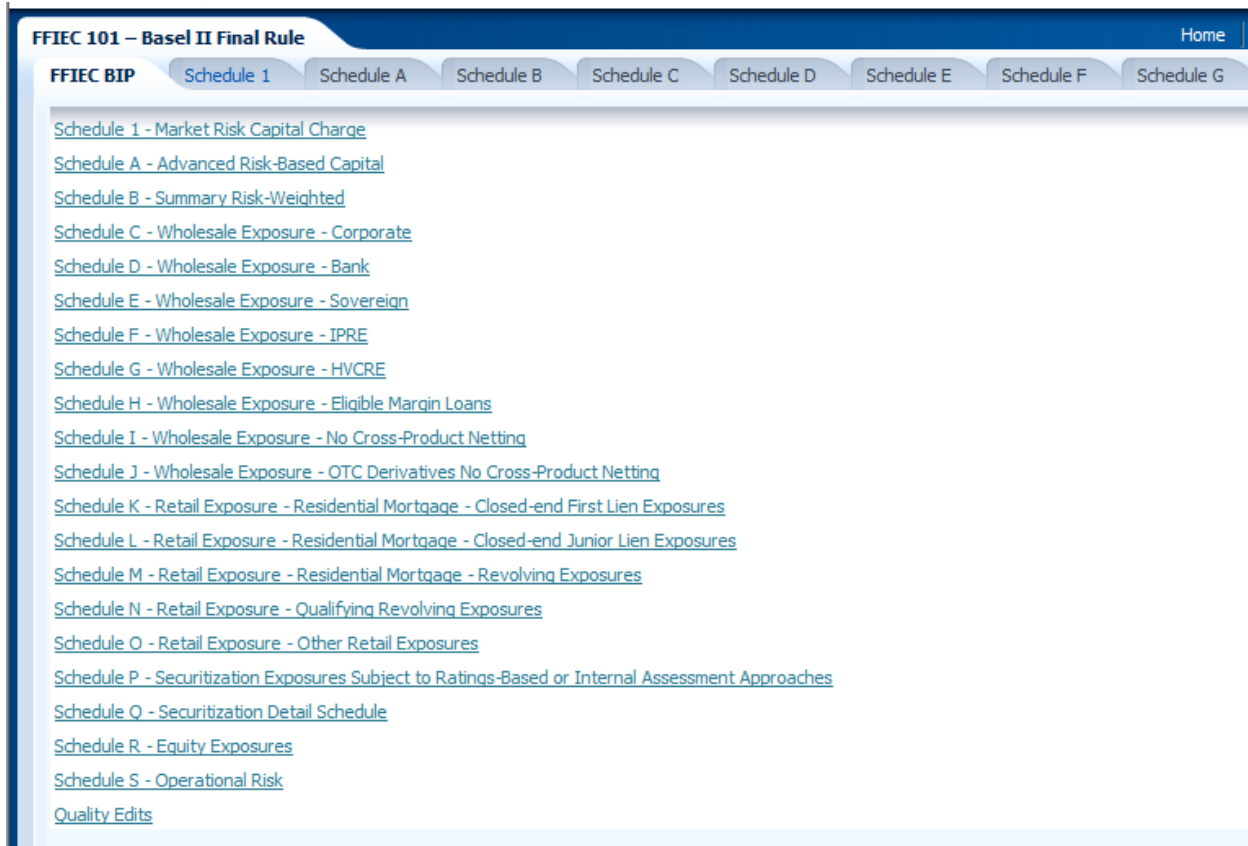 FFIEC 101 – Basel II Final Rule Home
FFIEC BIP Schedule 1 Schedule A Schedule B Schedule C Schedule D Schedule E Schedule F Schedule G
Schedule 1 - Market Risk Capital Charge
Schedule A - Advanced Risk-Based Capital
Schedule B - Summary Risk-Weighted
Schedule C - Wholesale Exposure - Corporate
Schedule D - Wholesale Exposure - Bank
Schedule E - Wholesale Exposure - Sovereign
Schedule F - Wholesale Exposure - IPRE
Schedule G - Wholesale Exposure - HVCRE
Schedule H - Wholesale Exposure - Eligible Margin Loans
Schedule I - Wholesale Exposure - No Cross-Product Netting
Schedule J - Wholesale Exposure - OTC Derivatives No Cross-Product Netting
Schedule K - Retail Exposure - Residential Mortgage - Closed-end First Lien Exposures
Schedule L - Retail Exposure - Residential Mortgage - Closed-end Junior Lien Exposures
Schedule M - Retail Exposure - Residential Mortgage - Revolving Exposures
Schedule N - Retail Exposure - Qualifying Revolving Exposures
Schedule O - Retail Exposure - Other Retail Exposures
Schedule P - Securitization Exposures Subject to Ratings-Based or Internal Assessment Approaches
Schedule Q - Securitization Detail Schedule
Schedule R - Equity Exposures
Schedule S - Operational Risk
Quality Edits